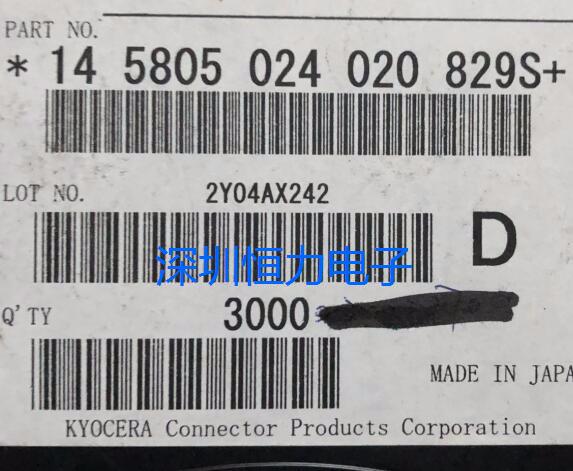 PART NO.
* 14 5805 024 020 829S+
LOT NO. 2Y04AX242
D
深圳恒力电子
Q'TY 3000
MADE IN JAPA
KYOCERA Connector Products Corporation